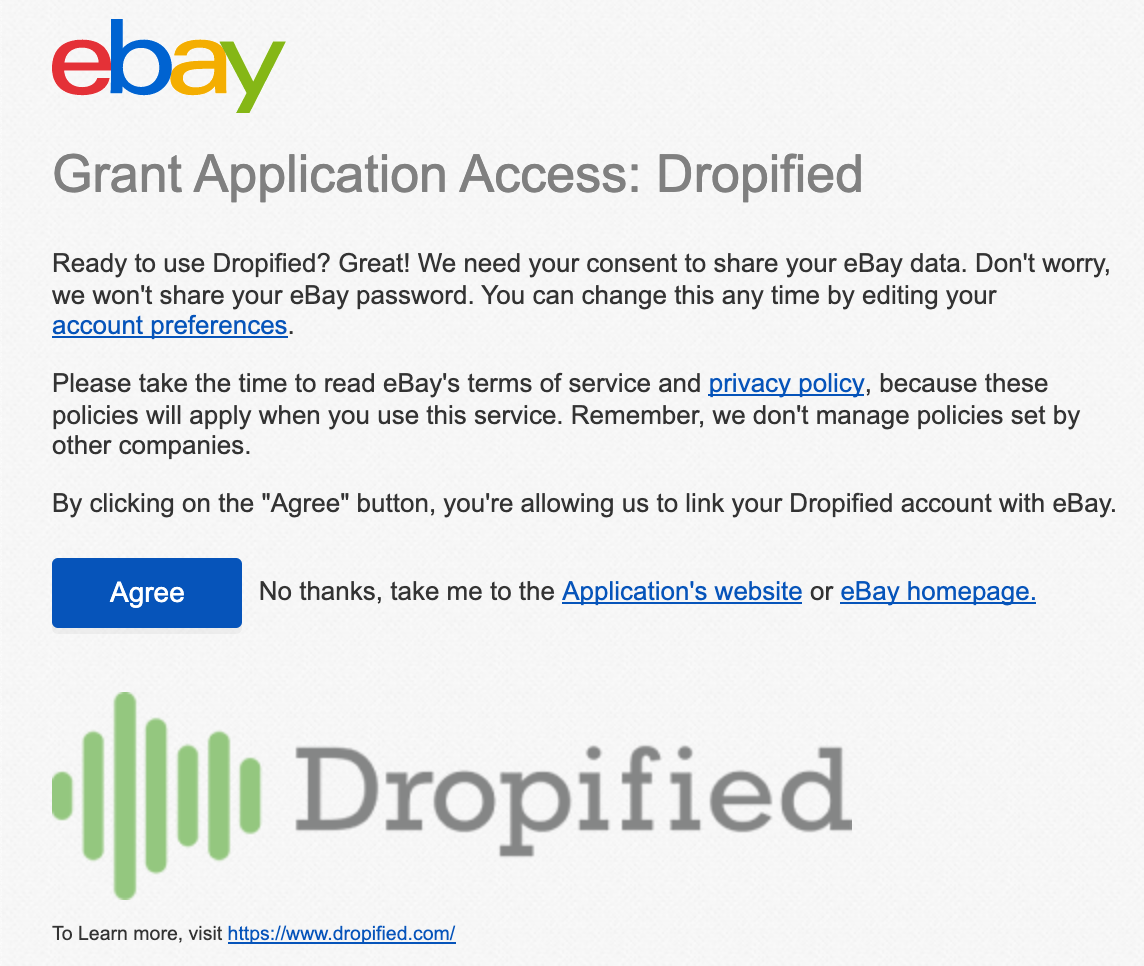 ebay
Grant Application Access: Dropified
Ready to use Dropified? Great! We need your consent to share your eBay data. Don't worry,
we won't share your eBay password. You can change this any time by editing your
account preferences.
Please take the time to read eBay's terms of service and privacy policy, because these
policies will apply when you use this service. Remember, we don't manage policies set by
other companies.
By clicking on the "Agree" button, you're allowing us to link your Dropified account with eBay.
Agree No thanks, take me to the Application's website or eBay homepage.
Dropified
To Learn more, visit https://www.dropified.com/